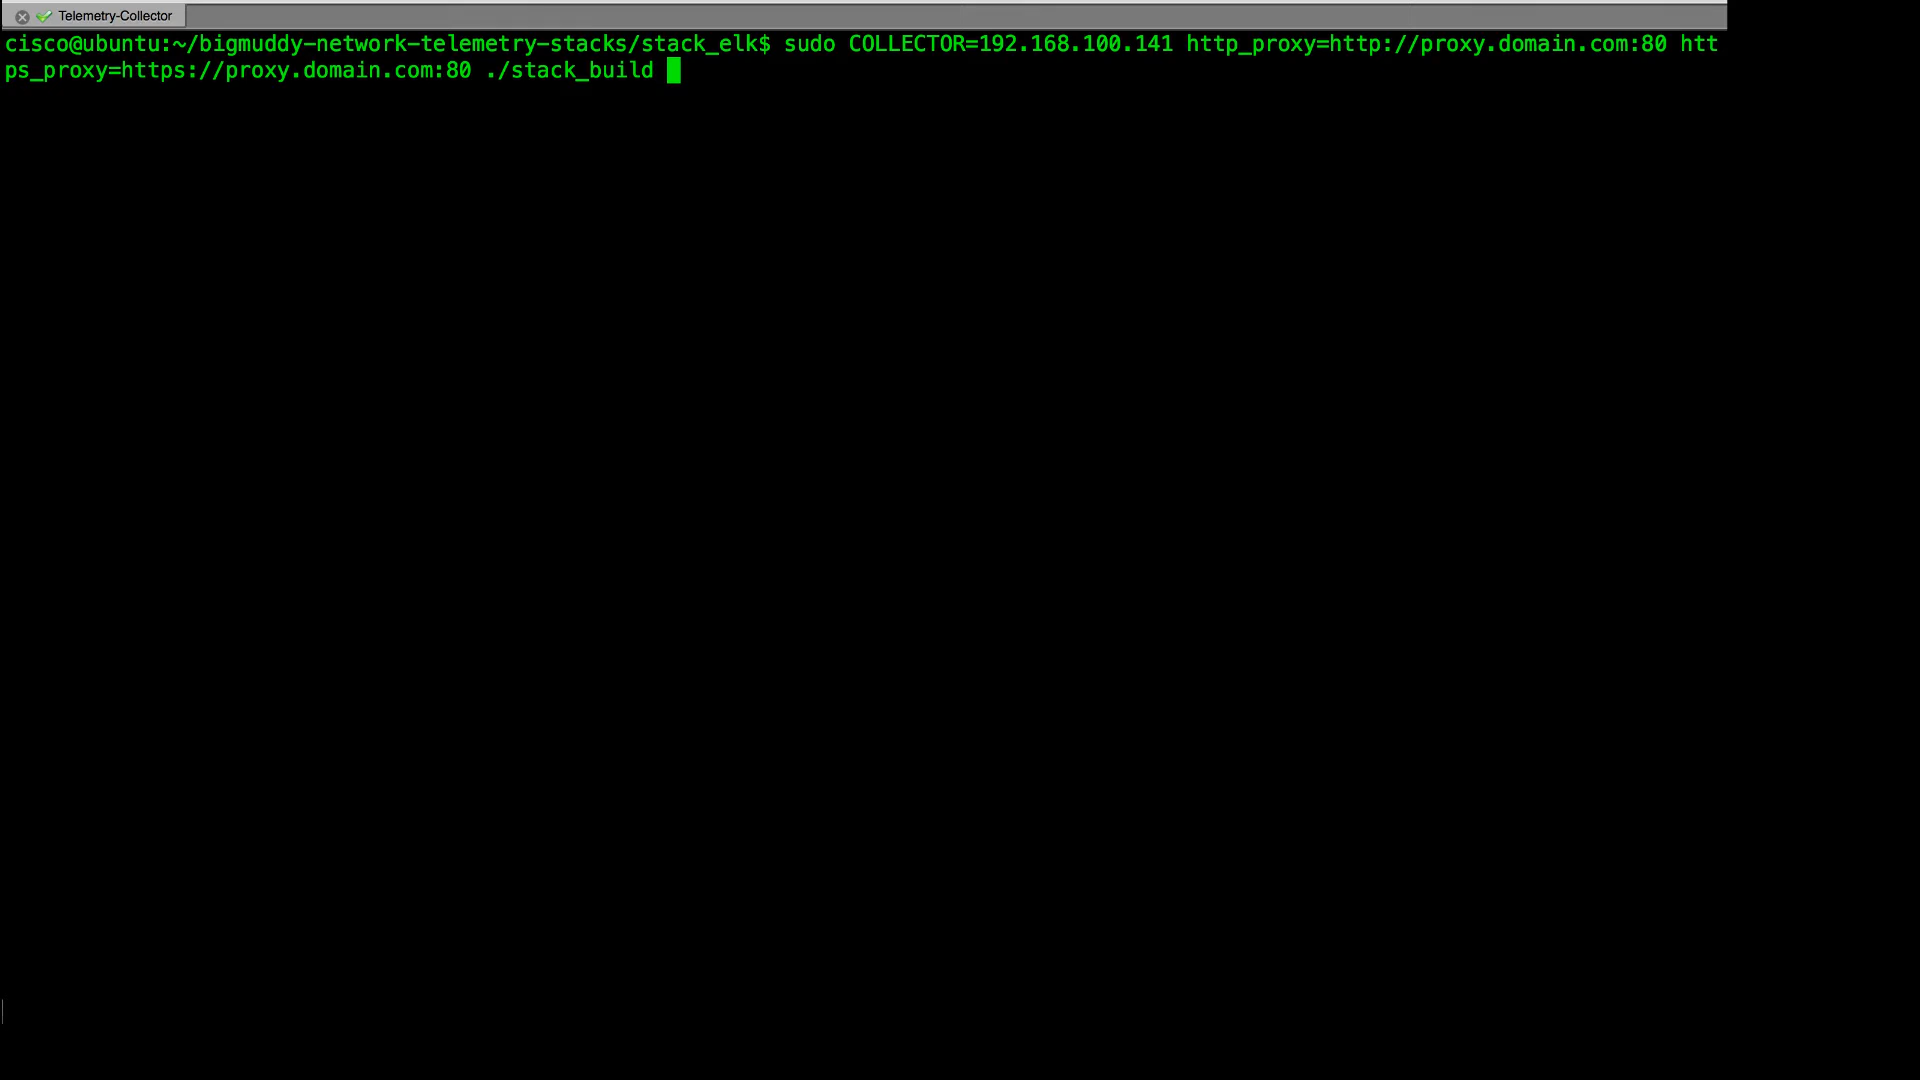 Telemetry-Collector
cisco@ubuntu:~/bigmuddy-network-telemetry-stacks/stack_elk$ sudo COLLECTOR=192.168.100.141 http_proxy=http://proxy.domain.com:80 htt
ps_proxy=https://proxy.domain.com:80 ./stack_build